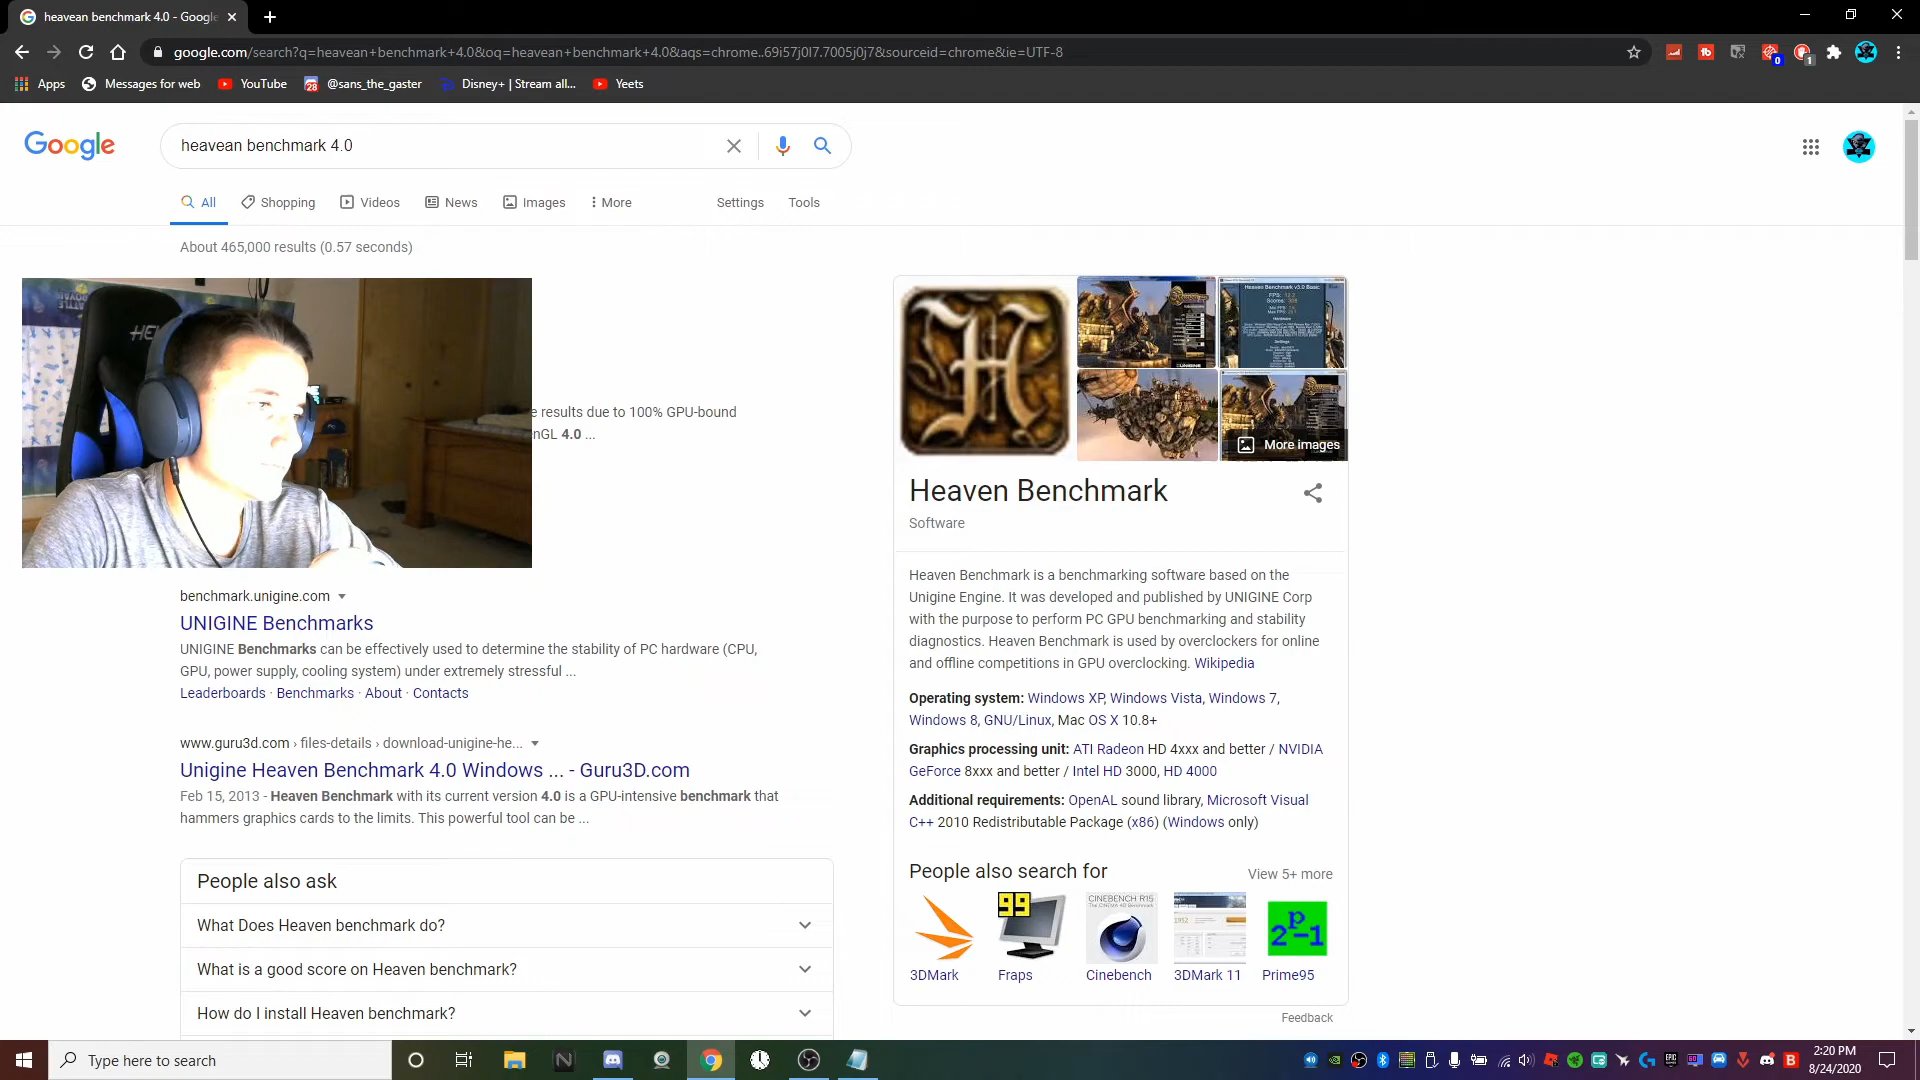 heavean benchmark 4.0 - Google
google.com/search?q=heavean+benchmark+4.0&oq=heavean+benchmark+4.0&aqs=chrome..69i57j0l7.7005j0j7&sourceid=chrome&ie=UTF-8
0
1
Apps
Messages for web
YouTube
28
@sans_the_gaster
Disney+ | Stream all...
Yeets
Google
heavean benchmark 4.0
All
Shopping
Videos
News
Images
More
Settings
Tools
About 465,000 results (0.57 seconds)
e results due to 100% GPU-bound
nGL 4.0 ...
benchmark.unigine.com
UNIGINE Benchmarks
UNIGINE Benchmarks can be effectively used to determine the stability of PC hardware (CPU,
GPU, power supply, cooling system) under extremely stressful ...
Leaderboards · Benchmarks · About · Contacts
www.guru3d.com › files-details › download-unigine-he...
Unigine Heaven Benchmark 4.0 Windows ... - Guru3D.com
Feb 15, 2013 - Heaven Benchmark with its current version 4.0 is a GPU-intensive benchmark that
hammers graphics cards to the limits. This powerful tool can be ...
People also ask
What Does Heaven benchmark do?
What is a good score on Heaven benchmark?
How do I install Heaven benchmark?
H
More images
Heaven Benchmark
Software
Heaven Benchmark is a benchmarking software based on the
Unigine Engine. It was developed and published by UNIGINE Corp
with the purpose to perform PC GPU benchmarking and stability
diagnostics. Heaven Benchmark is used by overclockers for online
and offline competitions in GPU overclocking. Wikipedia
Operating system: Windows XP, Windows Vista, Windows 7,
Windows 8, GNU/Linux, Mac OS X 10.8+
Graphics processing unit: ATI Radeon HD 4xxx and better / NVIDIA
GeForce 8xxx and better / Intel HD 3000, HD 4000
Additional requirements: OpenAL sound library, Microsoft Visual
C++ 2010 Redistributable Package (x86) (Windows only)
People also search for
View 5+ more
99
CINEBENCH R15
2^p-1
3DMark
Fraps
Cinebench
3DMark 11
Prime95
Feedback
Type here to search
2:20 PM
8/24/2020